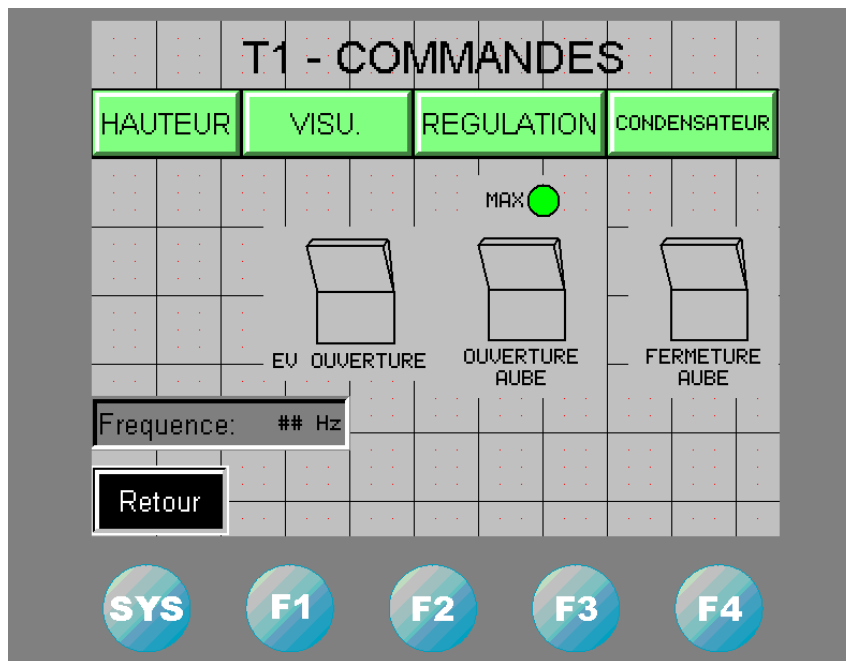 T1 - COMMANDES
HAUTEUR VISU. REGULATION CONDENSATEUR
MAX
EV OUVERTURE
OUVERTURE
AUBE
FERMETURE
AUBE
Frequence: ## Hz
Retour
SYS F1 F2 F3 F4